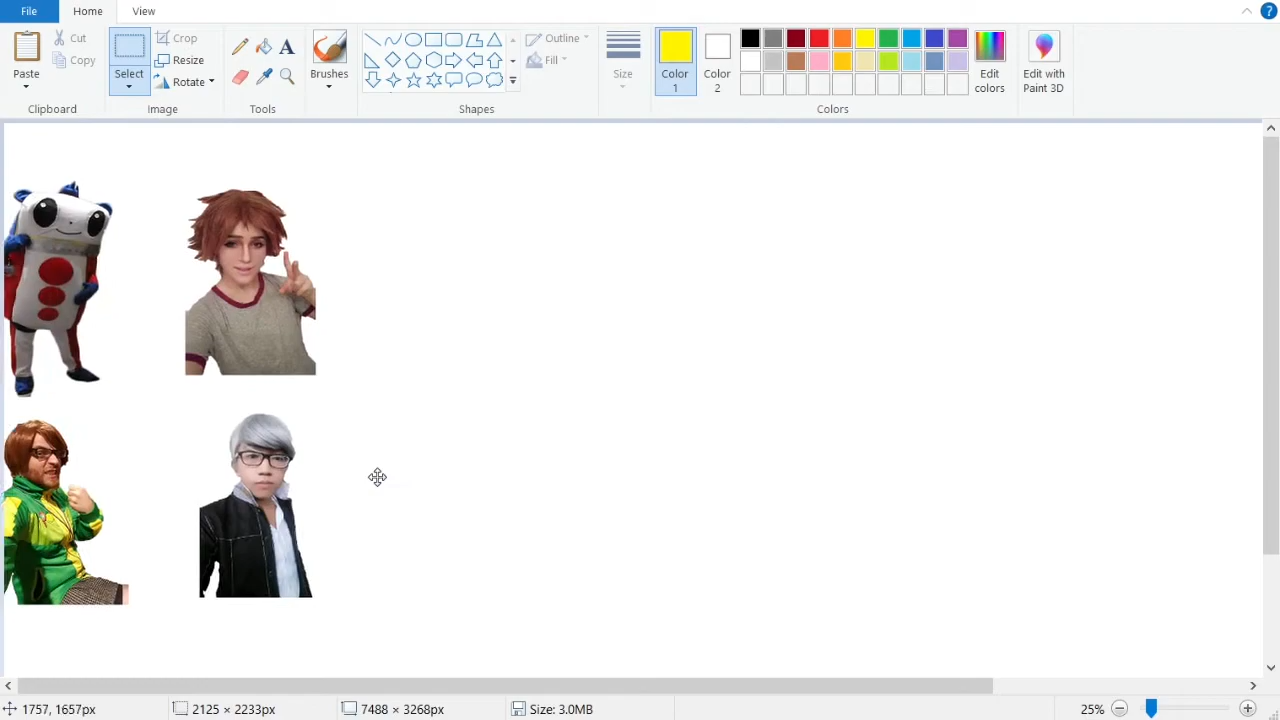 File Home View
Paste
Cut
Copy
Clipboard
Select
Crop
Resize
Rotate
Image
Tools
Brushes
Shapes
Outline
Fill
Size
Color
1
Color
2
Colors
Edit
colors
Edit with
Paint 3D
1757, 1657px 2125 × 2233px 7488 × 3268px Size: 3.0MB 25%